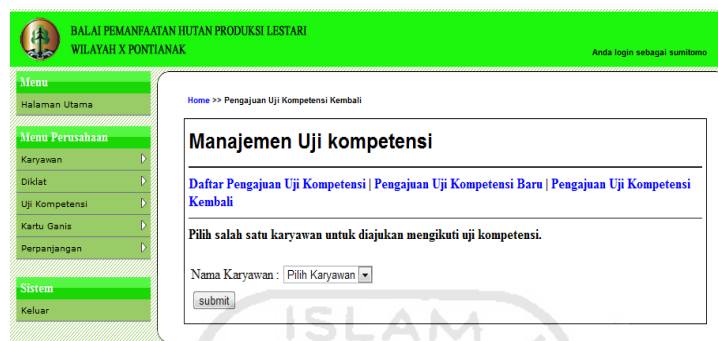 BALAI PEMANFAATAN HUTAN PRODUKSI LESTARI
WILAYAH X PONTIANAK
Anda login sebagai sumitomo
Menu
Halaman Utama
Menu Perusahaan
Karyawan
Diklat
Uji Kompetensi
Kartu Ganis
Perpanjangan
Sistem
Keluar
Home >> Pengajuan Uji Kompetensi Kembali
Manajemen Uji kompetensi
Daftar Pengajuan Uji Kompetensi | Pengajuan Uji Kompetensi Baru | Pengajuan Uji Kompetensi
Kembali
Pilih salah satu karyawan untuk diajukan mengikuti uji kompetensi.
Nama Karyawan : Pilih Karyawan
submit
ISLAM